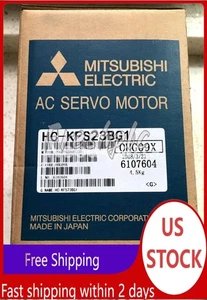 MITSUBISHI
ELECTRIC
AC SERVO MOTOR
HC-KFS23BG1
6107604
4.5Kg
<G>
MITSUBISHI ELECTRIC CORPORATION
MADE IN JAPAN
US
STOCK
Free Shipping
Fast shipping within 2 days